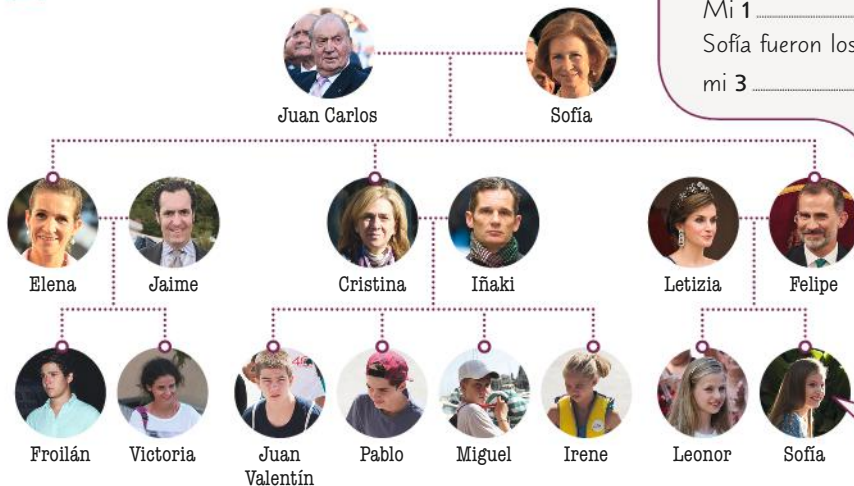 Mi 1
Sofía fueron los
mi 3
Juan Carlos
Sofía
Elena
Jaime
Cristina
Iñaki
Letizia
Felipe
Froilán
Victoria
Juan
Valentín
Pablo
Miguel
Irene
Leonor
Sofía